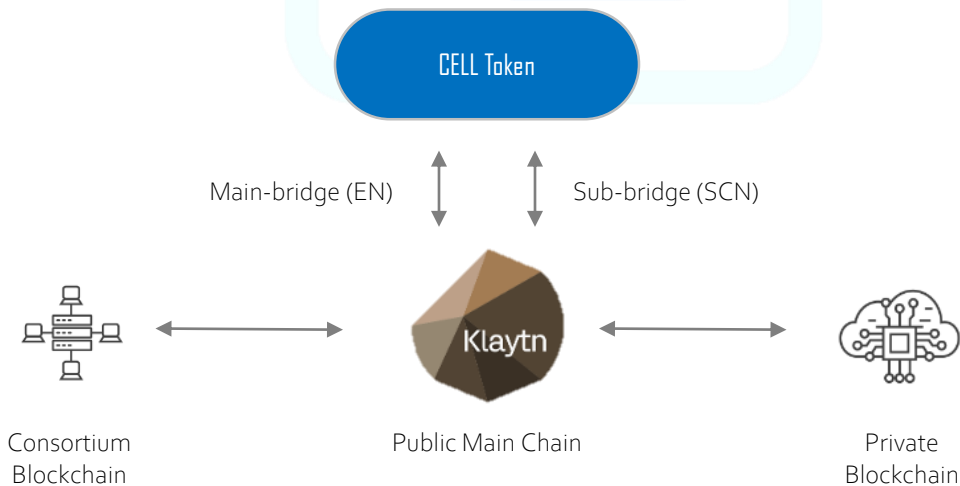 CELL Token
Main-bridge (EN)
Sub-bridge (SCN)
Klaytn
Consortium
Blockchain
Public Main Chain
Private
Blockchain